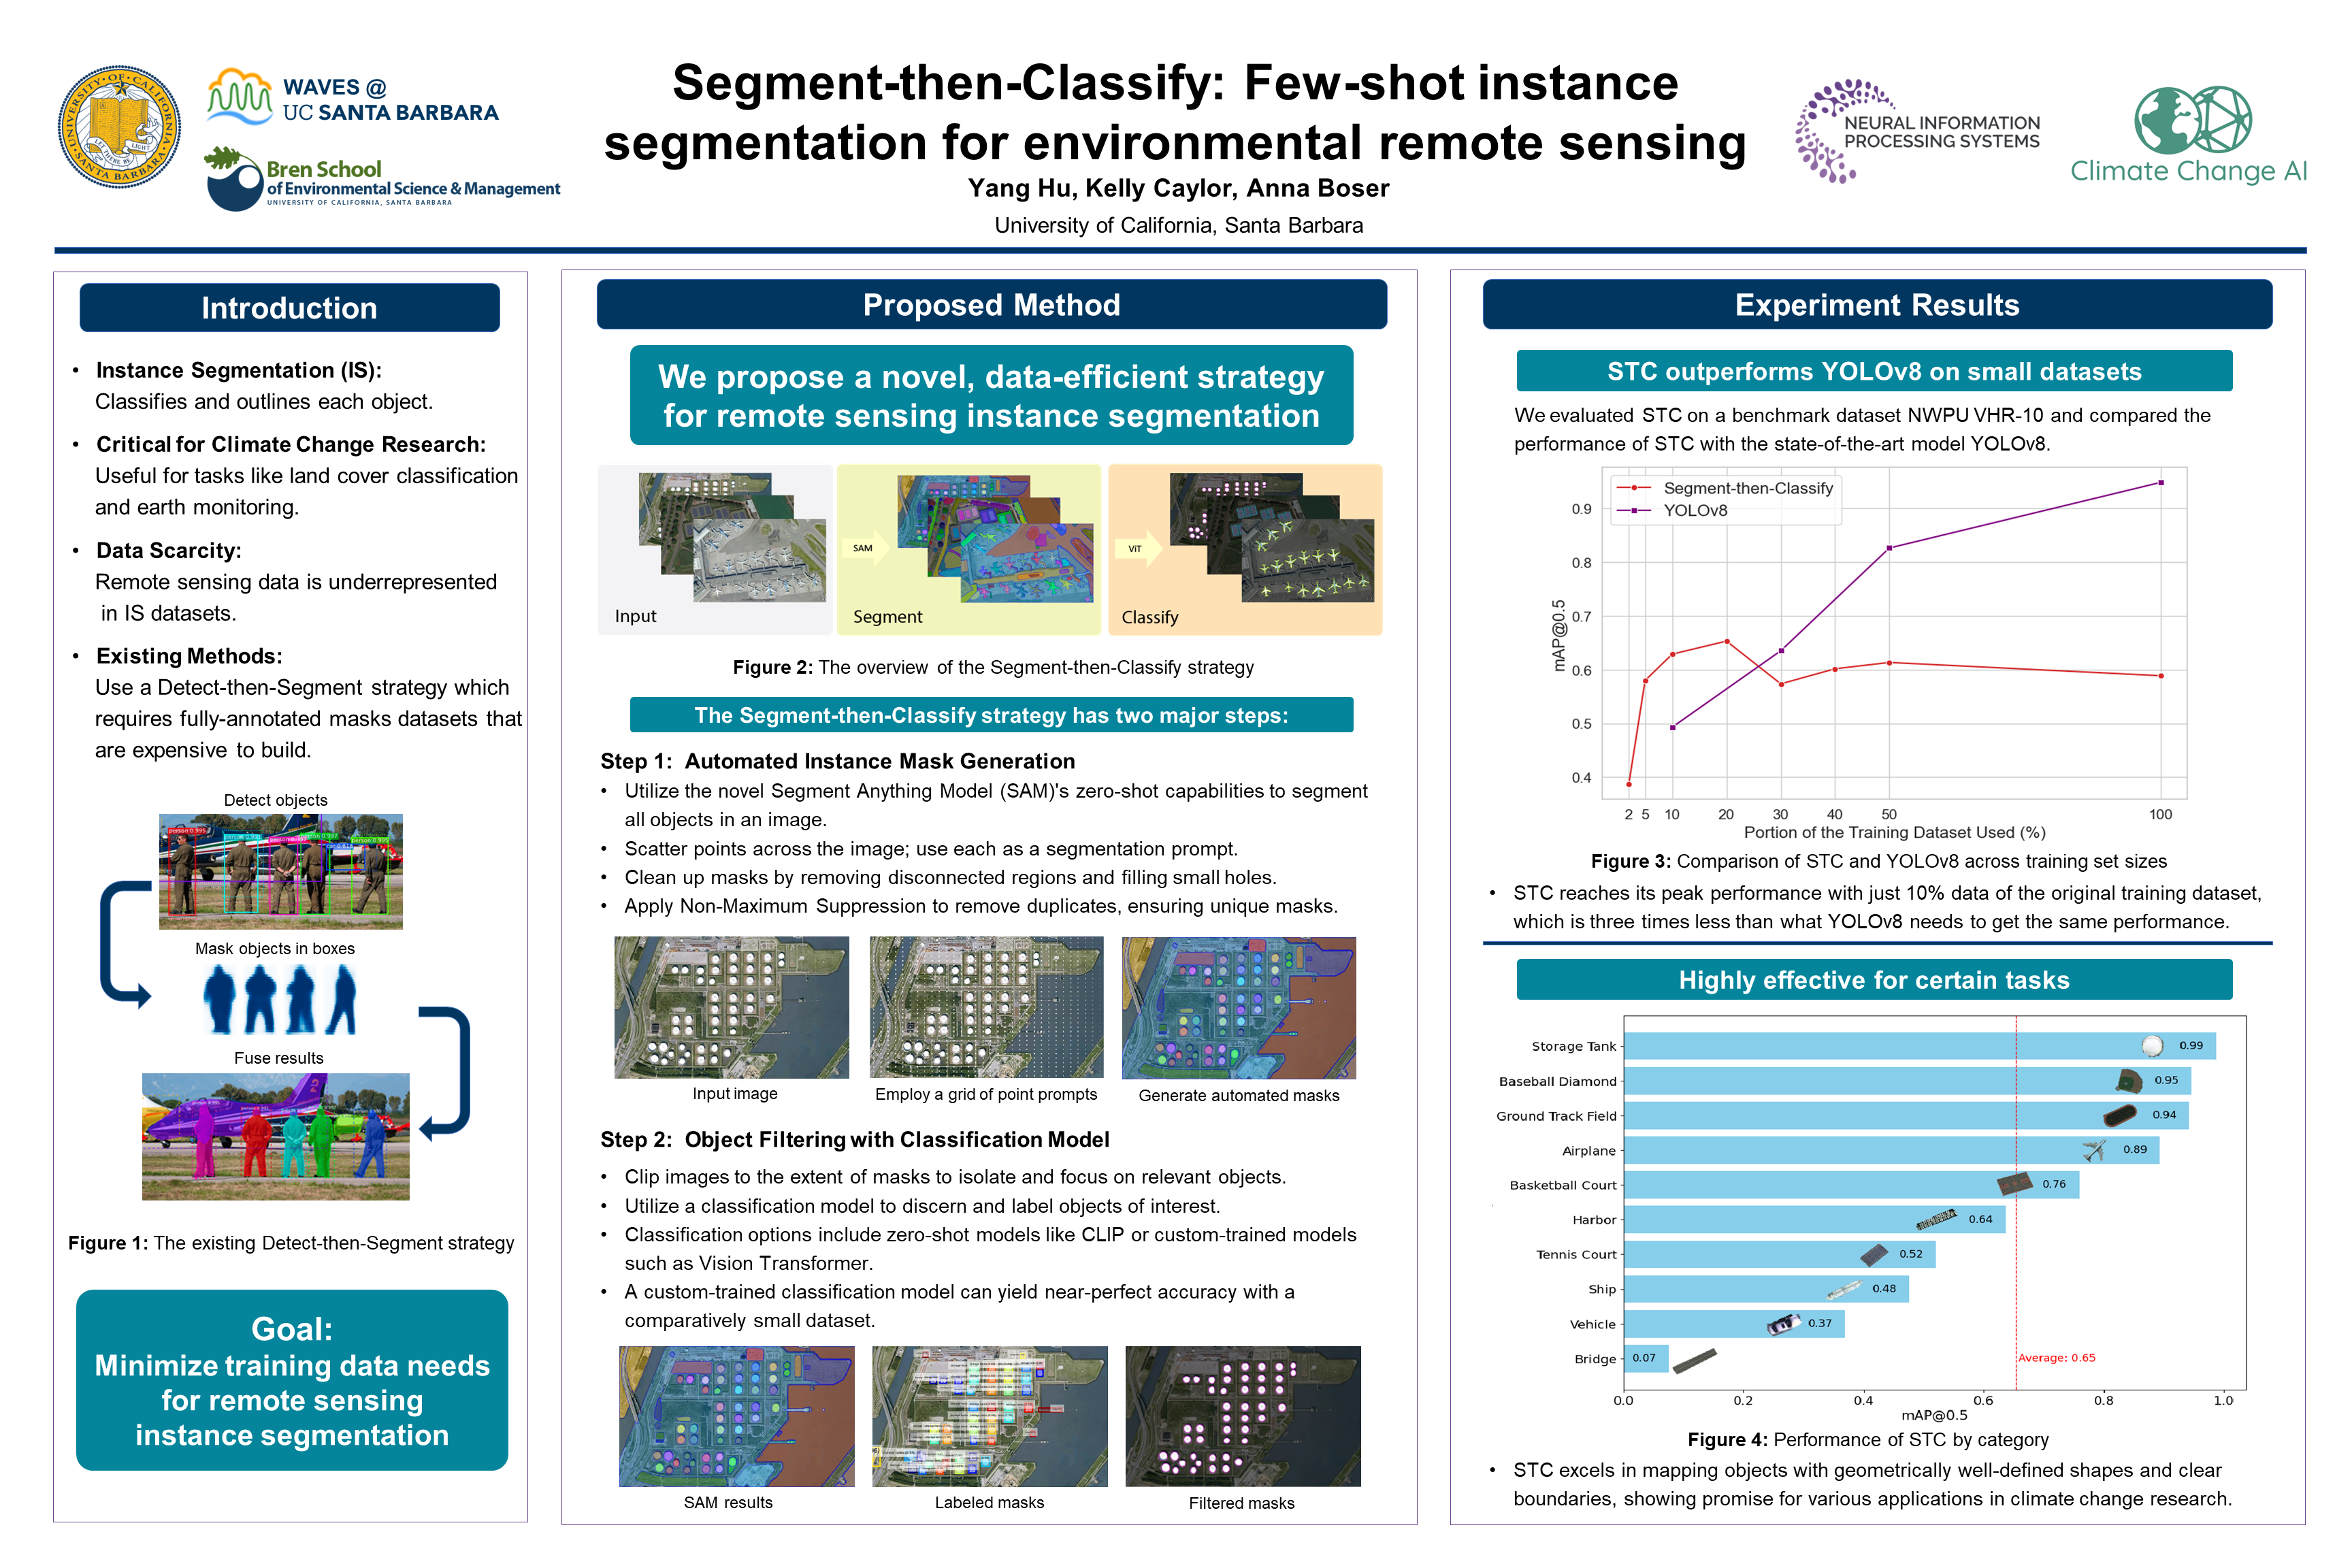 WAVES @
UC SANTA BARBARA
Bren School
of Environmental Science & Management
UNIVERSITY OF CALIFORNIA, SANTA BARBARA
Segment-then-Classify: Few-shot instance
segmentation for environmental remote sensing
Yang Hu, Kelly Caylor, Anna Boser
University of California, Santa Barbara
NEURAL INFORMATION
PROCESSING SYSTEMS
Climate Change AI
Introduction
• Instance Segmentation (IS):
Classifies and outlines each object.
• Critical for Climate Change Research:
Useful for tasks like land cover classification
and earth monitoring.
• Data Scarcity:
Remote sensing data is underrepresented
in IS datasets.
• Existing Methods:
Use a Detect-then-Segment strategy which
requires fully-annotated masks datasets that
are expensive to build.
Detect objects
Mask objects in boxes
Fuse results
Figure 1: The existing Detect-then-Segment strategy
Goal:
Minimize training data needs
for remote sensing
instance segmentation
Proposed Method
We propose a novel, data-efficient strategy
for remote sensing instance segmentation
SAM
ViT
Input
Segment
Classify
Figure 2: The overview of the Segment-then-Classify strategy
The Segment-then-Classify strategy has two major steps:
Step 1: Automated Instance Mask Generation
• Utilize the novel Segment Anything Model (SAM)'s zero-shot capabilities to segment
all objects in an image.
• Scatter points across the image; use each as a segmentation prompt.
• Clean up masks by removing disconnected regions and filling small holes.
• Apply Non-Maximum Suppression to remove duplicates, ensuring unique masks.
Input image
Employ a grid of point prompts
Generate automated masks
Step 2: Object Filtering with Classification Model
• Clip images to the extent of masks to isolate and focus on relevant objects.
• Utilize a classification model to discern and label objects of interest.
• Classification options include zero-shot models like CLIP or custom-trained models
such as Vision Transformer.
• A custom-trained classification model can yield near-perfect accuracy with a
comparatively small dataset.
SAM results
Labeled masks
Filtered masks
Experiment Results
STC outperforms YOLOv8 on small datasets
We evaluated STC on a benchmark dataset NWPU VHR-10 and compared the
performance of STC with the state-of-the-art model YOLOv8.
Segment-then-Classify
YOLOv8
0.9
0.8
0.7
0.6
0.5
0.4
mAP@0.5
2 5 10 20 30 40 50 100
Portion of the Training Dataset Used (%)
Figure 3: Comparison of STC and YOLOv8 across training set sizes
• STC reaches its peak performance with just 10% data of the original training dataset,
which is three times less than what YOLOv8 needs to get the same performance.
Highly effective for certain tasks
Storage Tank 0.99
Baseball Diamond 0.95
Ground Track Field 0.94
Airplane 0.89
Basketball Court 0.76
Harbor 0.64
Tennis Court 0.52
Ship 0.48
Vehicle 0.37
Bridge 0.07 Average: 0.65
0.0 0.2 0.4 0.6 0.8 1.0
mAP@0.5
Figure 4: Performance of STC by category
• STC excels in mapping objects with geometrically well-defined shapes and clear
boundaries, showing promise for various applications in climate change research.